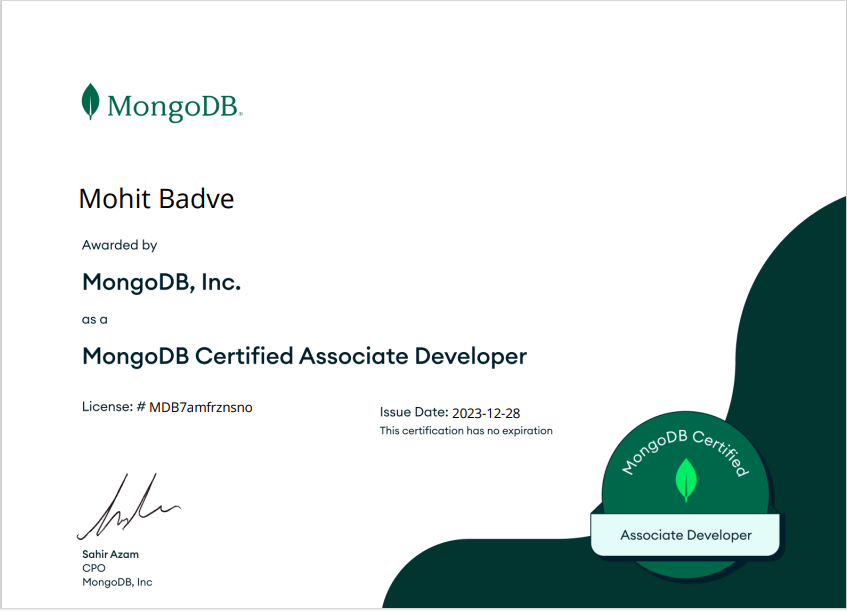 MongoDB®
Mohit Badve
Awarded by
MongoDB, Inc.
as a
MongoDB Certified Associate Developer
License: # MDB7amfrznsno
Issue Date: 2023-12-28
This certification has no expiration
MongoDB Certified
Associate Developer
Sahir Azam
CPO
MongoDB, Inc